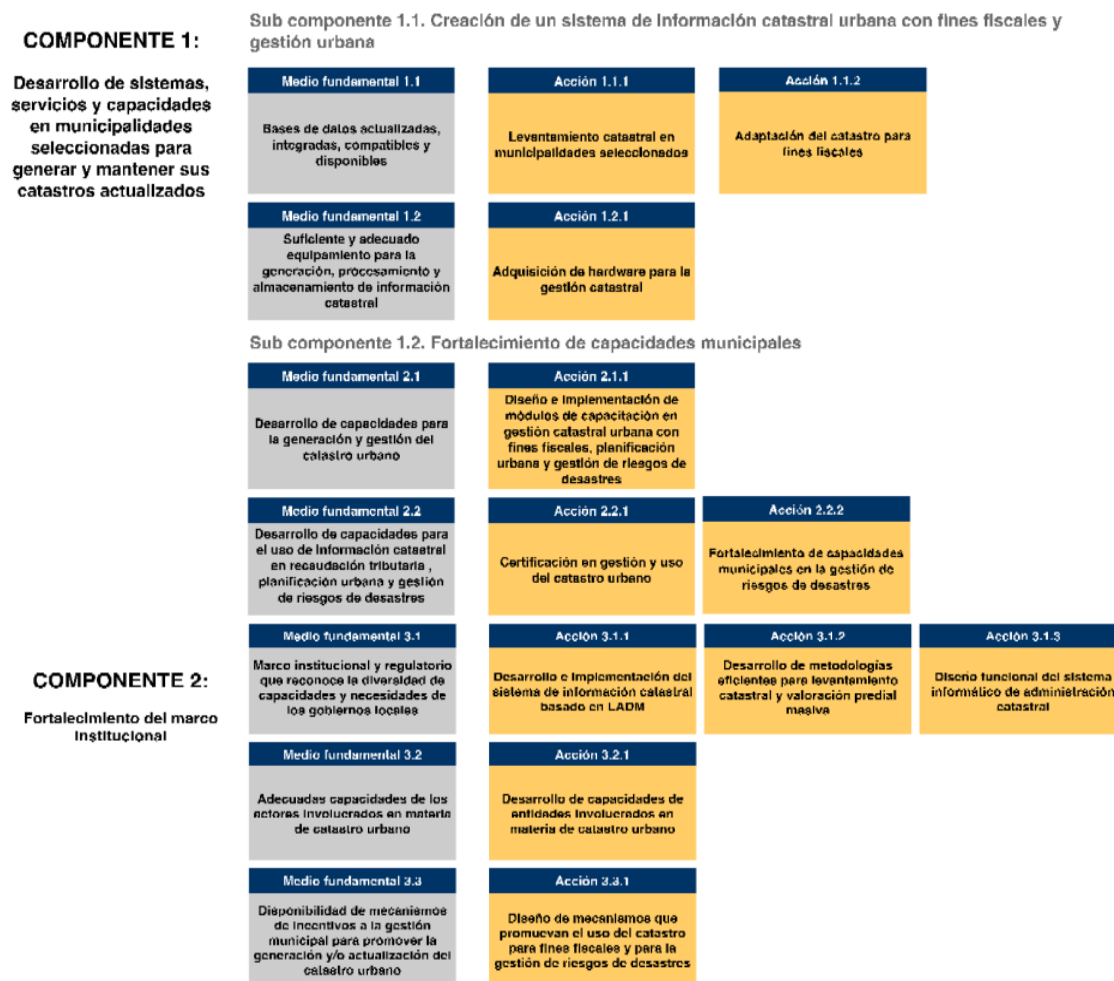 Sub componente 1.1. Creación de un sistema de información catastral urbana con fines fiscales y
gestión urbana
COMPONENTE 1:
Desarrollo de sistemas,
servicios y capacidades
en municipalidades
seleccionadas para
generar y mantener sus
catastros actualizados
Medio fundamental 1.1
Bases de datos actualizadas,
integradas, compatibles y
disponibles
Acción 1.1.1
Levantamiento catastral en
municipalidades seleccionados
Acción 1.1.2
Adaptación del catastro para
fines fiscales
Medio fundamental 1.2
Suficiente y adecuado
equipamiento para la
generación, procesamiento y
almacenamiento de información
catastral
Acción 1.2.1
Adquisición de hardware para la
gestión catastral
Sub componente 1.2. Fortalecimiento de capacidades municipales
Medio fundamental 2.1
Desarrollo de capacidades para
la generación y gestión del
catastro urbano
Acción 2.1.1
Diseño e implementación de
módulos de capacitación en
gestión catastral urbana con
fines fiscales, planificación
urbana y gestión de riesgos de
desastres
Medio fundamental 2.2
Desarrollo de capacidades para
el uso de información catastral
en recaudación tributaria ,
planificación urbana y gestión
de riesgos de desastres
Acción 2.2.1
Certificación en gestión y uso
del catastro urbano
Acción 2.2.2
Fortalecimiento de capacidades
municipales en la gestión de
riesgos de desastres
COMPONENTE 2:
Fortalecimiento del marco
institucional
Medio fundamental 3.1
Marco institucional y regulatorio
que reconoce la diversidad de
capacidades y necesidades de
los gobiernos locales
Acción 3.1.1
Desarrollo e implementación del
sistema de información catastral
basado en LADM
Acción 3.1.2
Desarrollo de metodologías
eficientes para levantamiento
catastral y valoración predial
masiva
Acción 3.1.3
Diseño funcional del sistema
informático de administración
catastral
Medio fundamental 3.2
Adecuadas capacidades de los
actores involucrados en materia
de catastro urbano
Acción 3.2.1
Desarrollo de capacidades de
entidades involucrados en
materia de catastro urbano
Medio fundamental 3.3
Disponibilidad de mecanismos
de incentivos a la gestión
municipal para promover la
generación y/o actualización del
catastro urbano
Acción 3.3.1
Diseño de mecanismos que
promuevan el uso del catastro
para fines fiscales y para la
gestión de riesgos de desastres